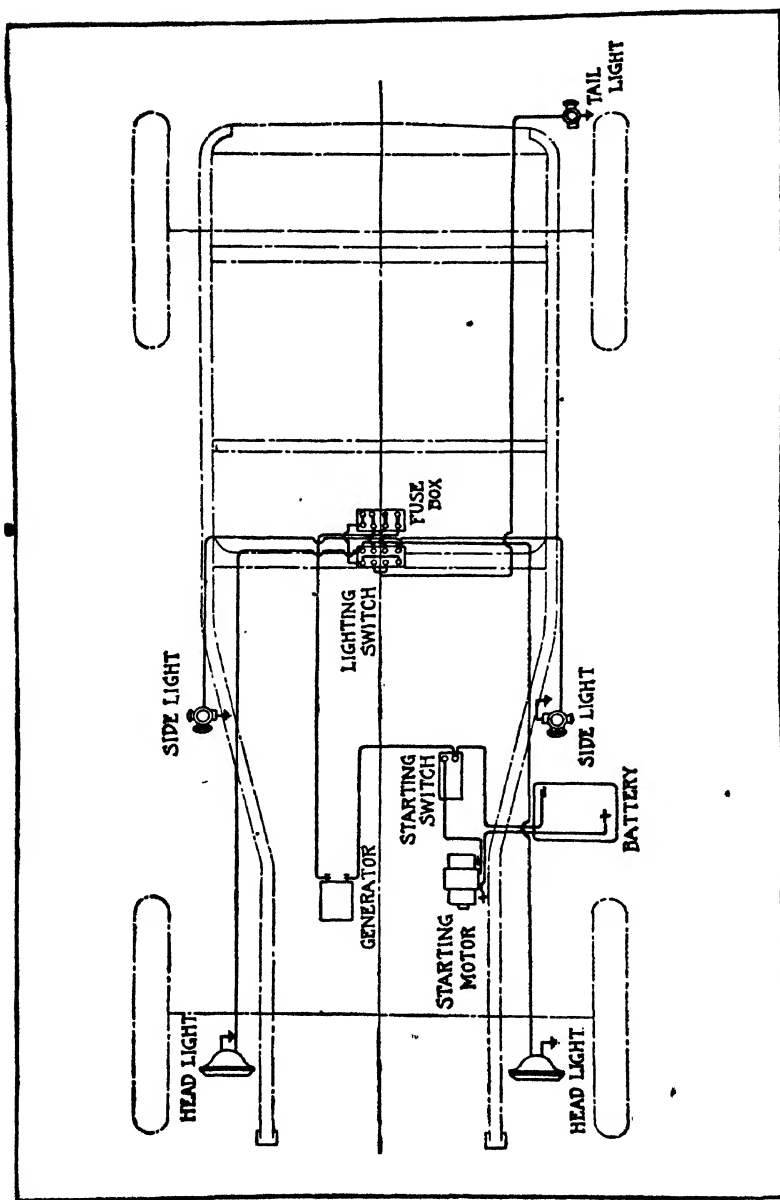 TAIL
LIGHT
FUSE
BOX
LIGHTING
SWITCH
SIDE LIGHT
SIDE LIGHT
STARTING
SWITCH
BATTERY
GENERATOR
STARTING
MOTOR
HEAD LIGHT
HEAD LIGHT